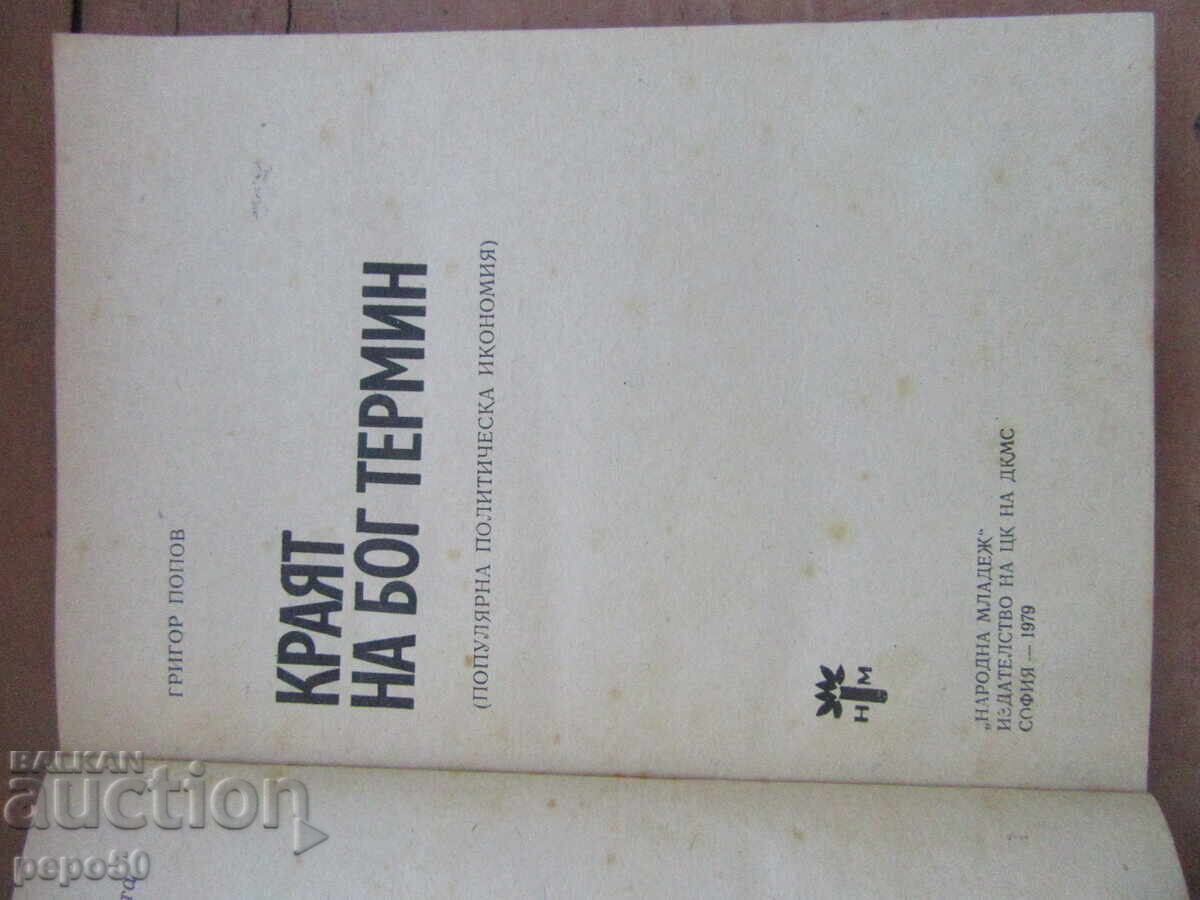 ГРИГОР ПОПОВ
КРАЯТ
НА БОГ ТЕРМИН
(ПОПУЛЯРНА ПОЛИТИЧЕСКА ИКОНОМИЯ)
Н М
„НАРОДНА МЛАДЕЖ“
ИЗДАТЕЛСТВО НА ЦК НА ДКМС
СОФИЯ — 1979
BALKAN
auction
pepo50